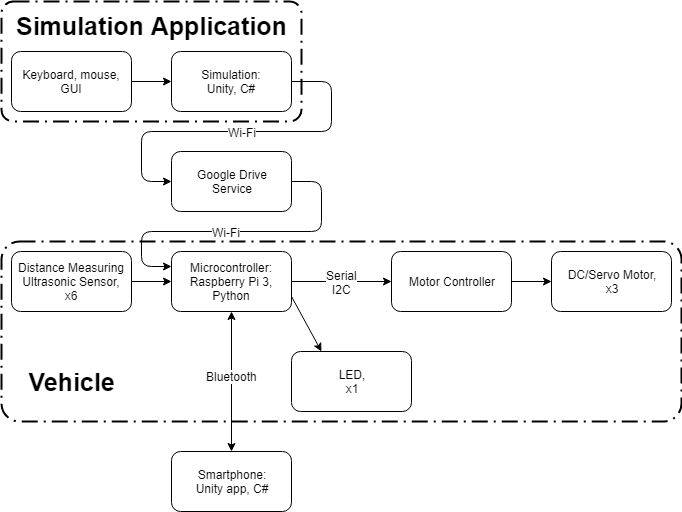 Simulation Application
Keyboard, mouse,
GUI
Simulation:
Unity, C#
Wi-Fi
Google Drive
Service
Wi-Fi
Distance Measuring
Ultrasonic Sensor,
x6
Microcontroller:
Raspberry Pi 3,
Python
Serial
I2C
Motor Controller
DC/Servo Motor,
x3
Vehicle
Bluetooth
LED,
x1
Smartphone:
Unity app, C#